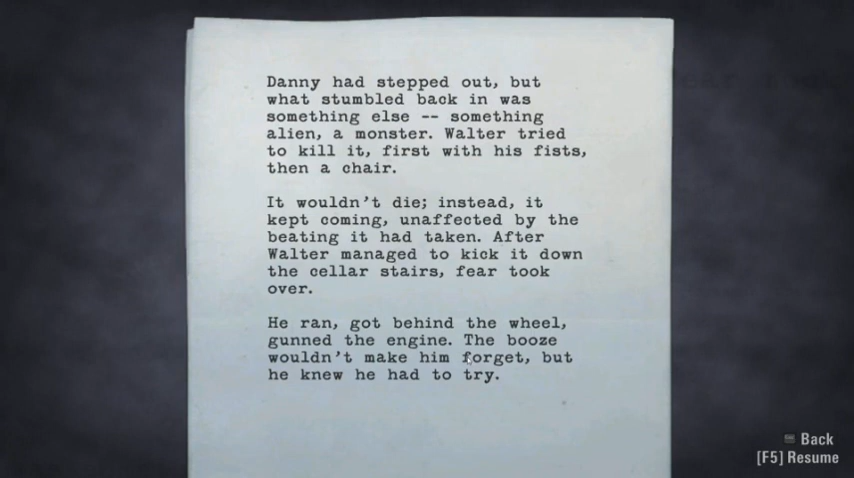 Danny had stepped out, but
what stumbled back in was
something else -- something
alien, a monster. Walter tried
to kill it, first with his fists,
then a chair.
It wouldn't die; instead, it
kept coming, unaffected by the
beating it had taken. After
Walter managed to kick it down
the cellar stairs, fear took
over.
He ran, got behind the wheel,
gunned the engine. The booze
wouldn't make him forget, but
he knew he had to try.
Back
[F5] Resume